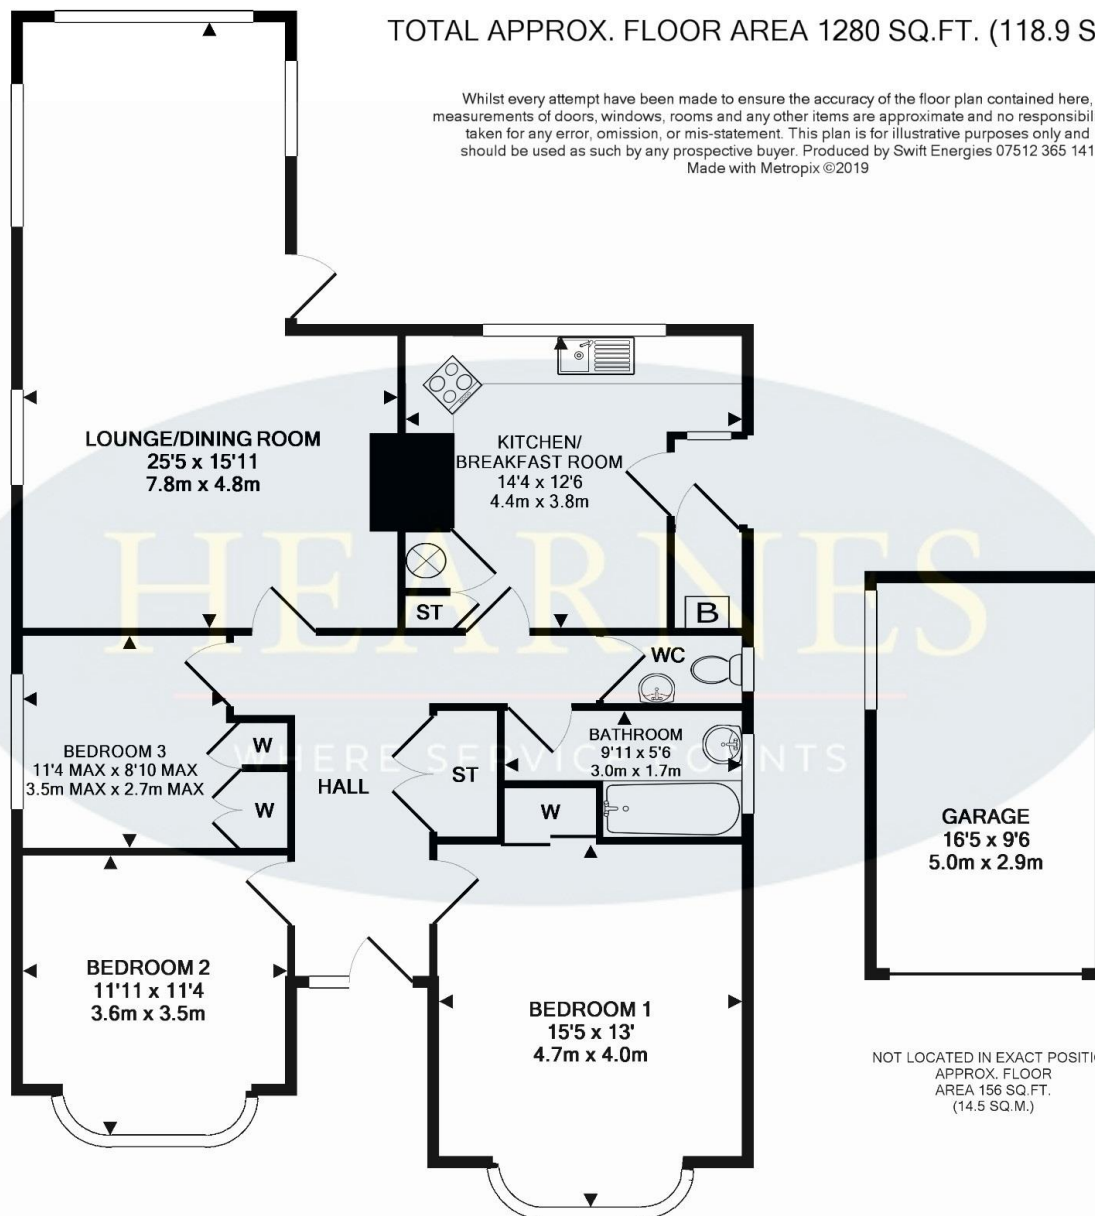 TOTAL APPROX. FLOOR AREA 1280 SQ.FT. (118.9 S
Whilst every attempt have been made to ensure the accuracy of the floor plan contained here,
measurements of doors, windows, rooms and any other items are approximate and no responsibil
taken for any error, omission, or mis-statement. This plan is for illustrative purposes only and
should be used as such by any prospective buyer. Produced by Swift Energies 07512 365 141
Made with Metropix ©2019
LOUNGE/DINING ROOM
25'5 x 15'11
7.8m x 4.8m
KITCHEN/
BREAKFAST ROOM
14'4 x 12'6
4.4m x 3.8m
HEARNES
WHERE SERVICE COUNTS
ST
B
WC
BATHROOM
9'11 x 5'6
3.0m x 1.7m
BEDROOM 3
11'4 MAX x 8'10 MAX
3.5m MAX x 2.7m MAX
W
W
HALL
ST
W
GARAGE
16'5 x 9'6
5.0m x 2.9m
BEDROOM 2
11'11 x 11'4
3.6m x 3.5m
BEDROOM 1
15'5 x 13'
4.7m x 4.0m
NOT LOCATED IN EXACT POSITI
APPROX. FLOOR
AREA 156 SQ.FT.
(14.5 SQ.M.)